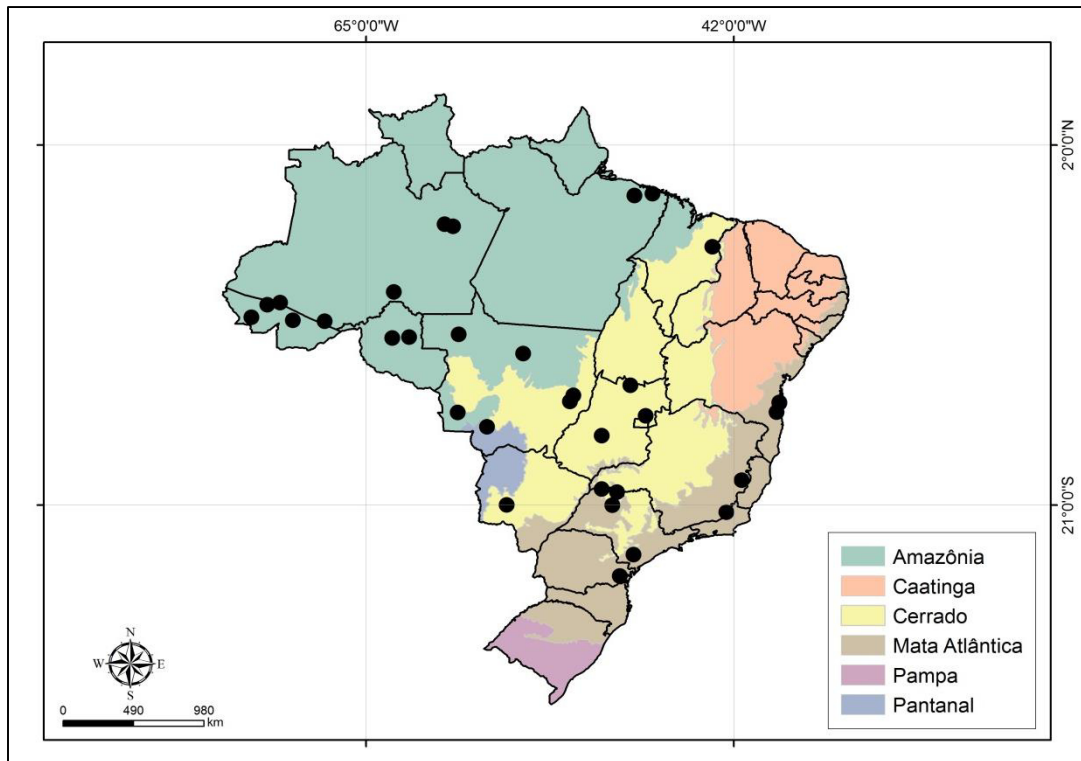 65°0'0"W
42°0'0"W
2°0'0"N
21°0'0"S
Amazônia
Caatinga
Cerrado
Mata Atlântica
Pampa
Pantanal
N
W
E
S
0 490 980
km